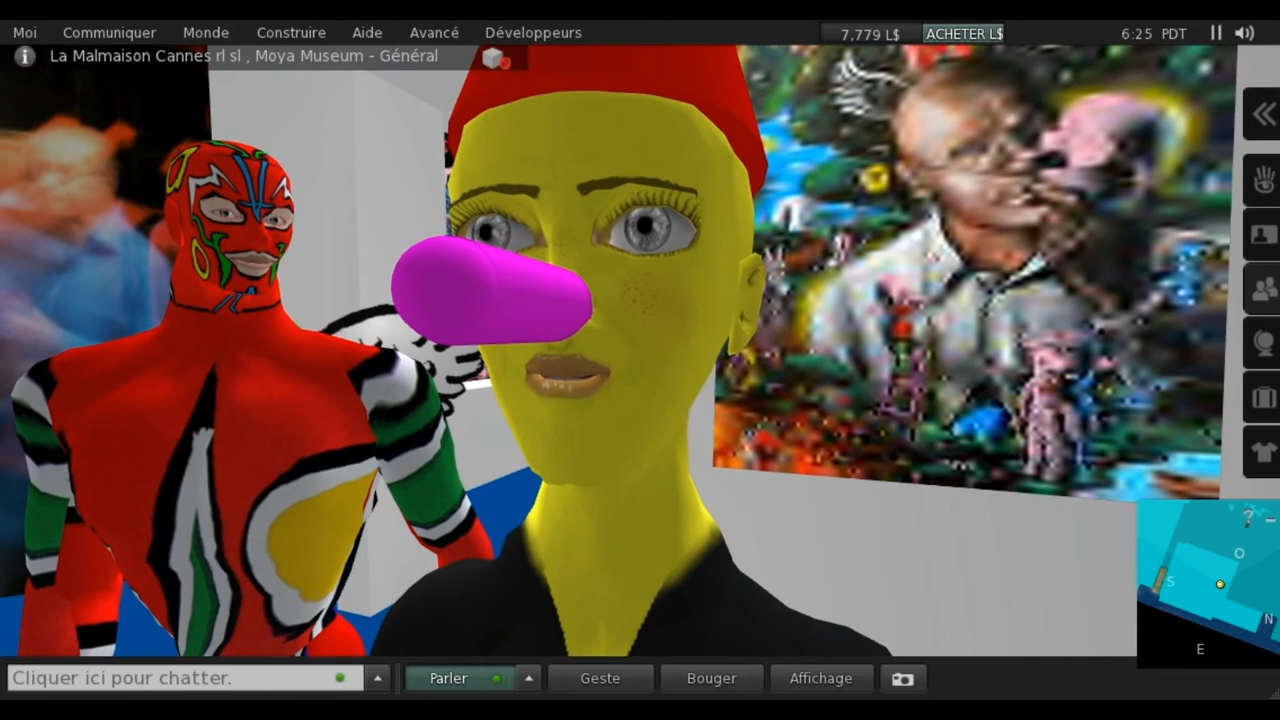 Moi Communiquer Monde Construire Aide Avancé Développeurs 7,779 L$ ACHETER L$ 6:25 PDT
La Malmaison Cannes rl sl , Moya Museum - Général
?
O
S
N
E
Cliquer ici pour chatter. Parler Geste Bouger Affichage